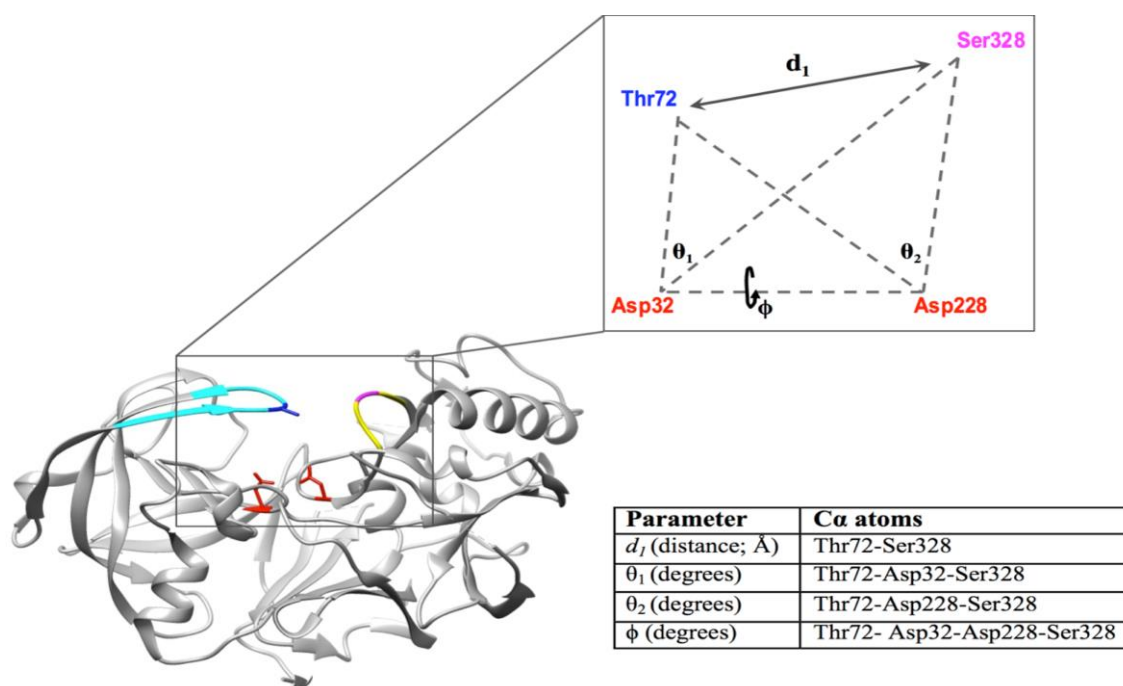 Ser328
d₁
Thr72
θ₁
θ₂
ϕ
Asp32
Asp228
Parameter Cα atoms
d₁ (distance; Å) Thr72-Ser328
θ₁ (degrees) Thr72-Asp32-Ser328
θ₂ (degrees) Thr72-Asp228-Ser328
ϕ (degrees) Thr72- Asp32-Asp228-Ser328